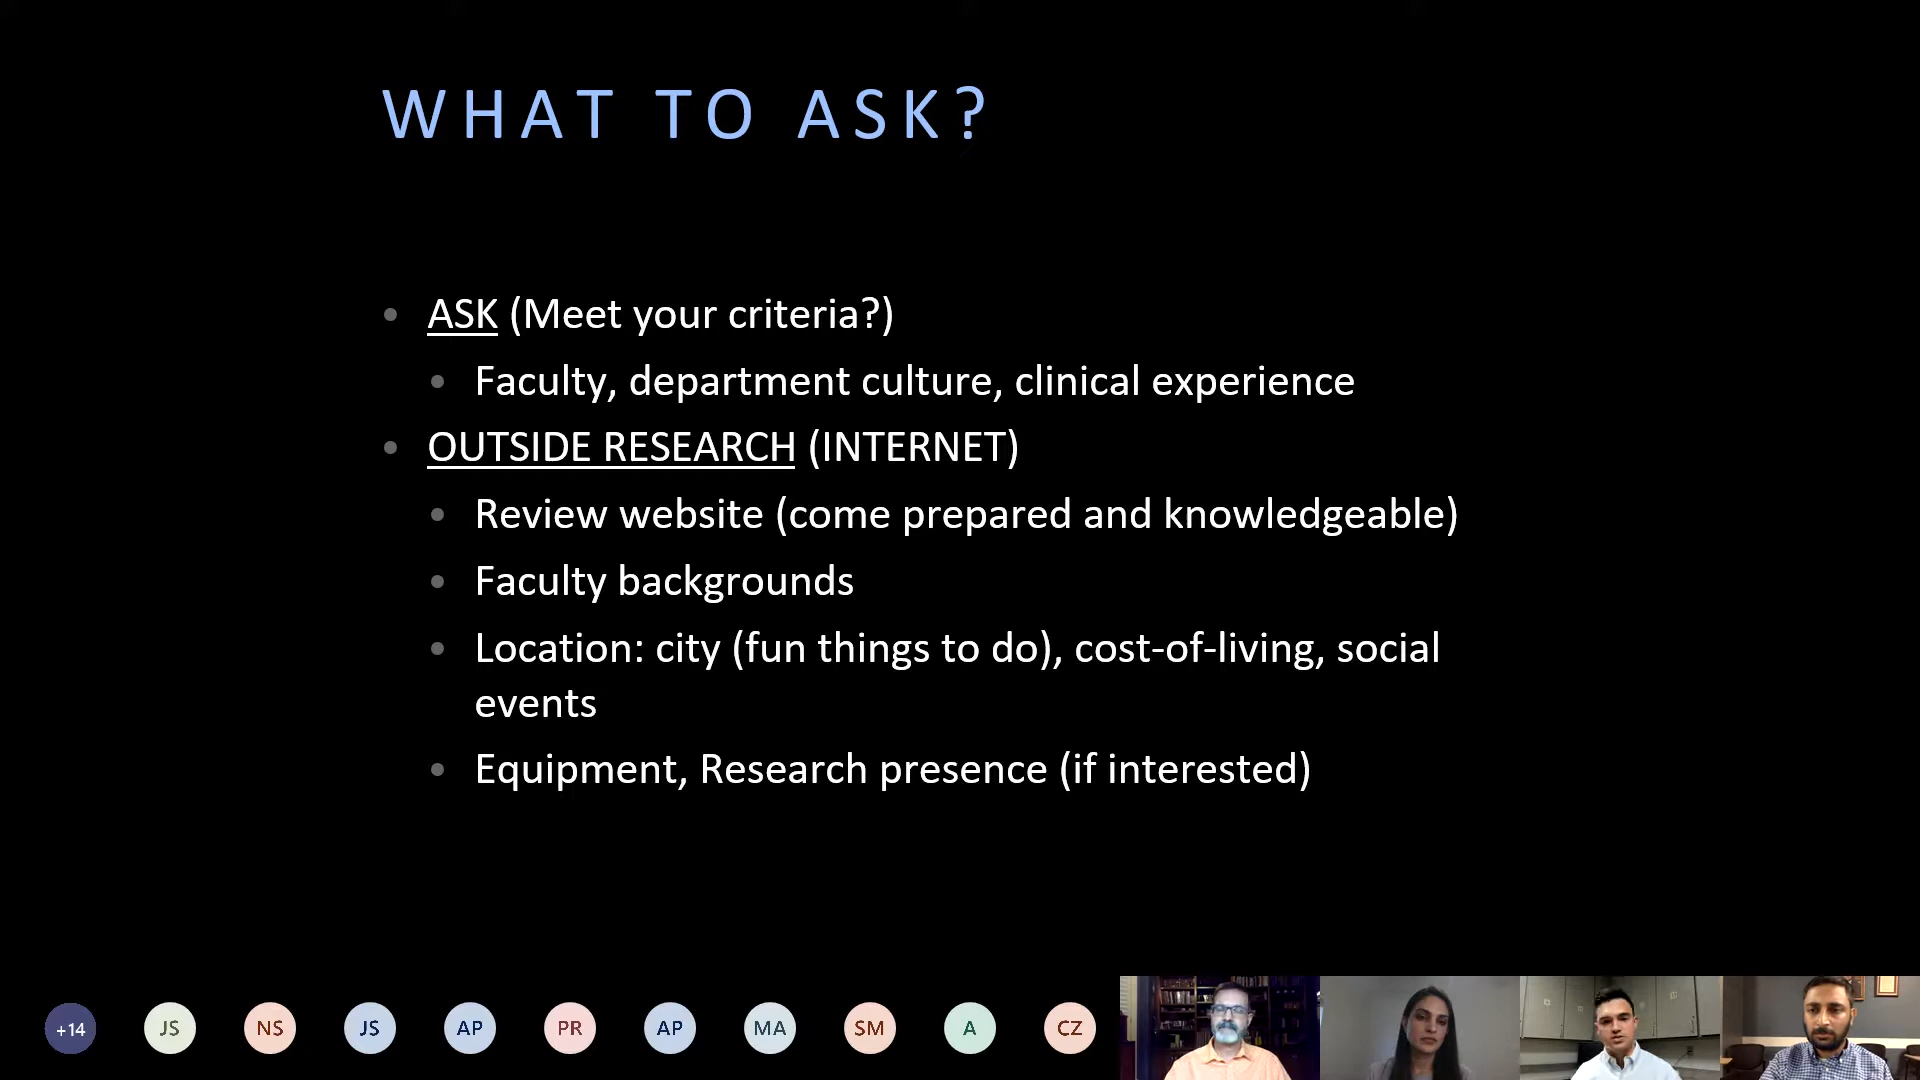 WHAT TO ASK?
• ASK (Meet your criteria?)
• Faculty, department culture, clinical experience
• OUTSIDE RESEARCH (INTERNET)
• Review website (come prepared and knowledgeable)
• Faculty backgrounds
• Location: city (fun things to do), cost-of-living, social
events
• Equipment, Research presence (if interested)
+14 JS NS JS AP PR AP MA SM A CZ